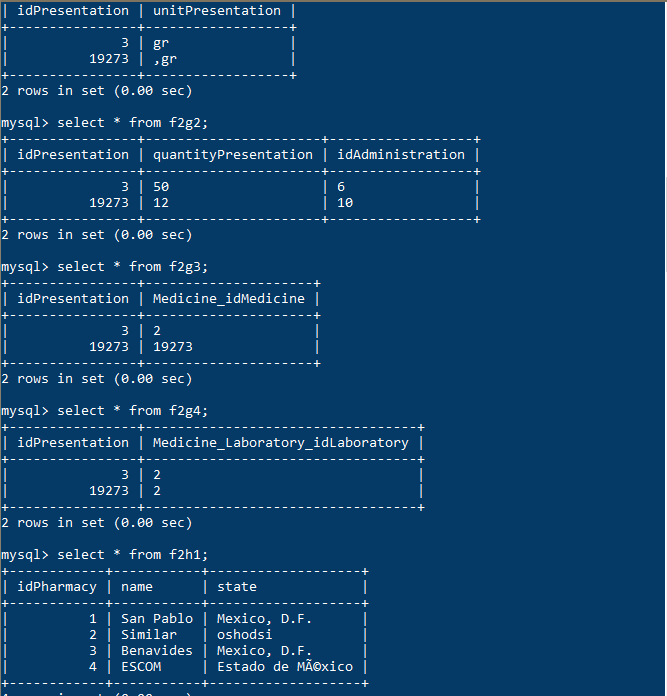 | idPresentation | unitPresentation |
+----------------+------------------+
|              3 | gr               |
|          19273 | ,gr              |
+----------------+------------------+
2 rows in set (0.00 sec)
mysql> select * from f2g2;
+----------------+----------------------+------------------+
| idPresentation | quantityPresentation | idAdministration |
+----------------+----------------------+------------------+
|              3 | 50                   | 6                |
|          19273 | 12                   | 10               |
+----------------+----------------------+------------------+
2 rows in set (0.00 sec)
mysql> select * from f2g3;
+----------------+---------------------+
| idPresentation | Medicine_idMedicine |
+----------------+---------------------+
|              3 | 2                   |
|          19273 | 19273               |
+----------------+---------------------+
2 rows in set (0.00 sec)
mysql> select * from f2g4;
+----------------+----------------------------------+
| idPresentation | Medicine_Laboratory_idLaboratory |
+----------------+----------------------------------+
|              3 | 2                                |
|          19273 | 2                                |
+----------------+----------------------------------+
2 rows in set (0.00 sec)
mysql> select * from f2h1;
+------------+-----------+-------------------+
| idPharmacy | name      | state             |
+------------+-----------+-------------------+
|          1 | San Pablo | Mexico, D.F.      |
|          2 | Similar   | oshodsi           |
|          3 | Benavides | Mexico, D.F.      |
|          4 | ESCOM     | Estado de MÃ©xico |
+------------+-----------+-------------------+